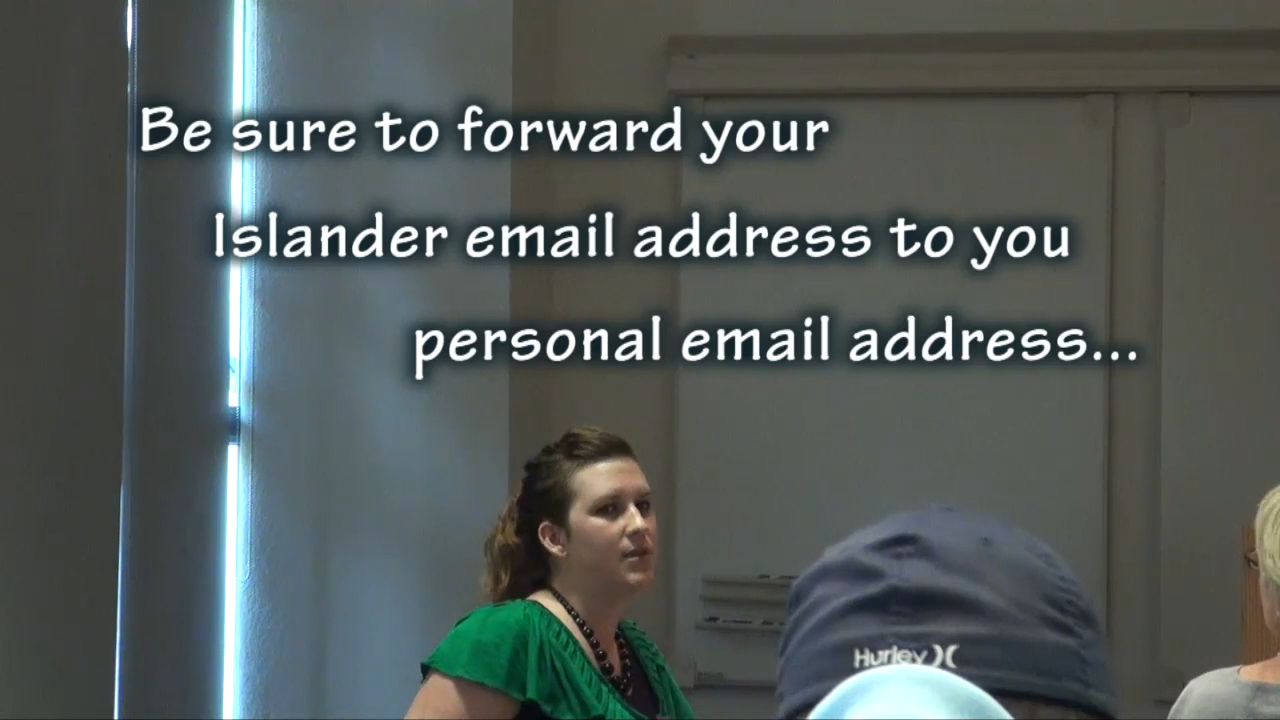 Be sure to forward your
Islander email address to you
personal email address...
Hurley